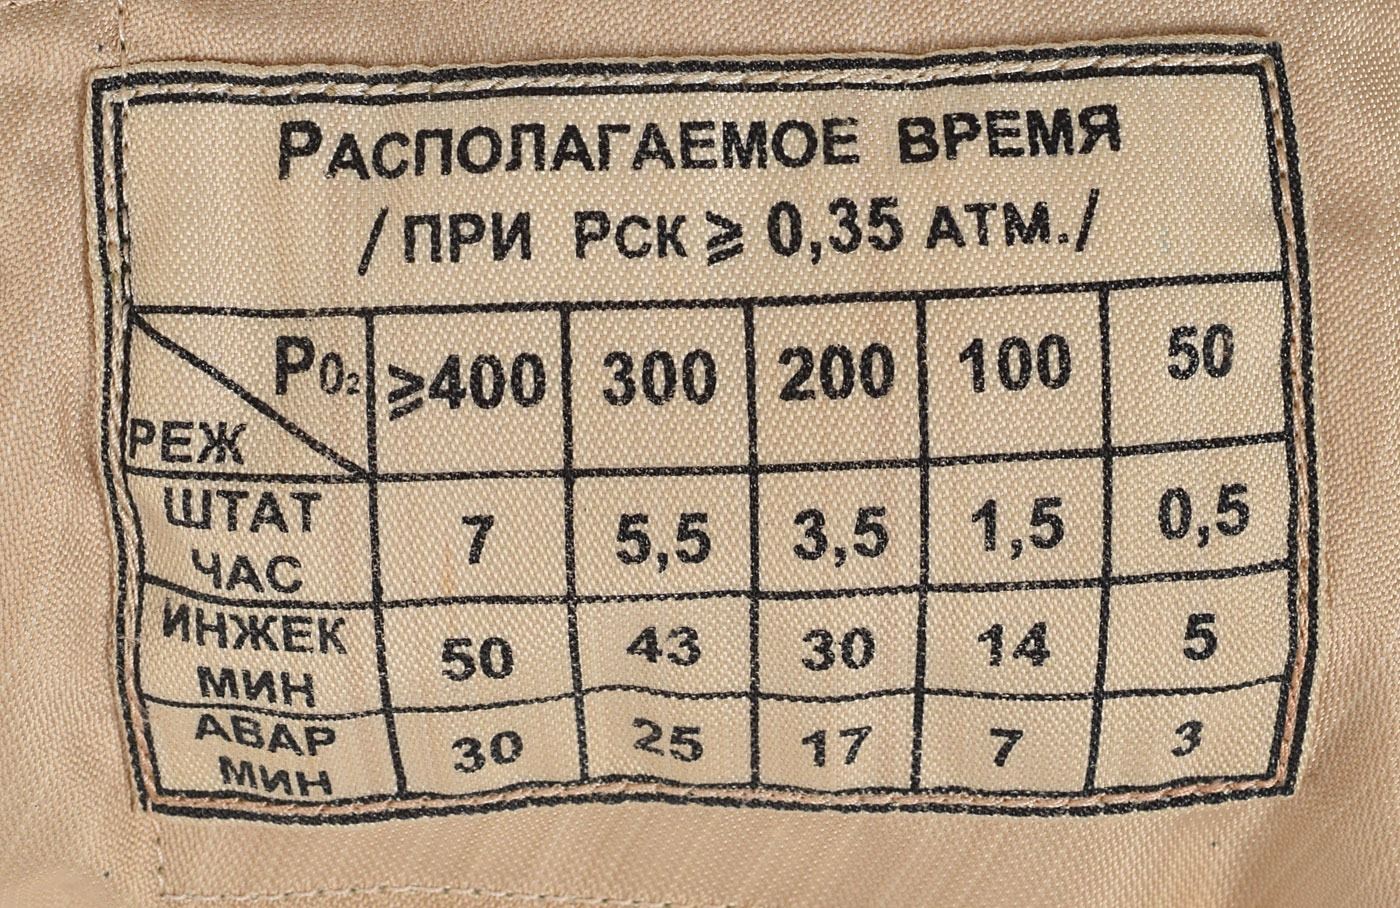 РАСПОЛАГАЕМОЕ ВРЕМЯ
/ПРИ РСК ⩾ 0,35 АТМ./
РО₂ ⩾400 300 200 100 50
РЕЖ
ШТАТ
ЧАС 7 5,5 3,5 1,5 0,5
ИНЖЕК
МИН 50 43 30 14 5
АВАР
МИН 30 25 17 7 3